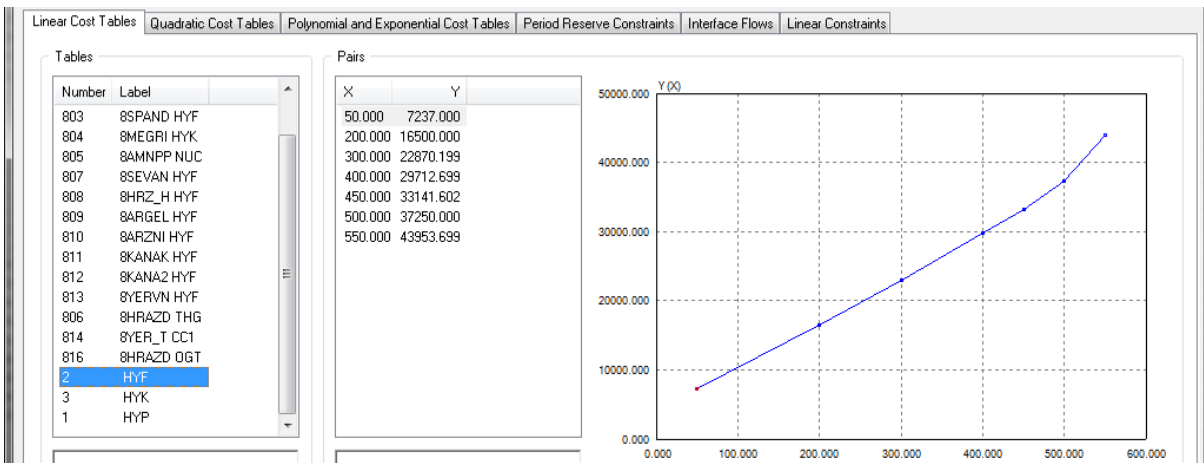 Linear Cost Tables Quadratic Cost Tables Polynomial and Exponential Cost Tables Period Reserve Constraints Interface Flows Linear Constraints
Tables
Number Label
803 8SPAND HYF
804 8MEGRI HYK
805 8AMNPP NUC
807 8SEVAN HYF
808 8HRZ_H HYF
809 8ARGEL HYF
810 8ARZNI HYF
811 8KANAK HYF
812 8KANA2 HYF
813 8YERVN HYF
806 8HRAZD THG
814 8YER_T CC1
816 8HRAZD OGT
2 HYF
3 HYK
1 HYP
Pairs
X Y
50.000 7237.000
200.000 16500.000
300.000 22870.199
400.000 29712.699
450.000 33141.602
500.000 37250.000
550.000 43953.699
Y (X)
50000.000
40000.000
30000.000
20000.000
10000.000
0.000
0.000 100.000 200.000 300.000 400.000 500.000 600.000